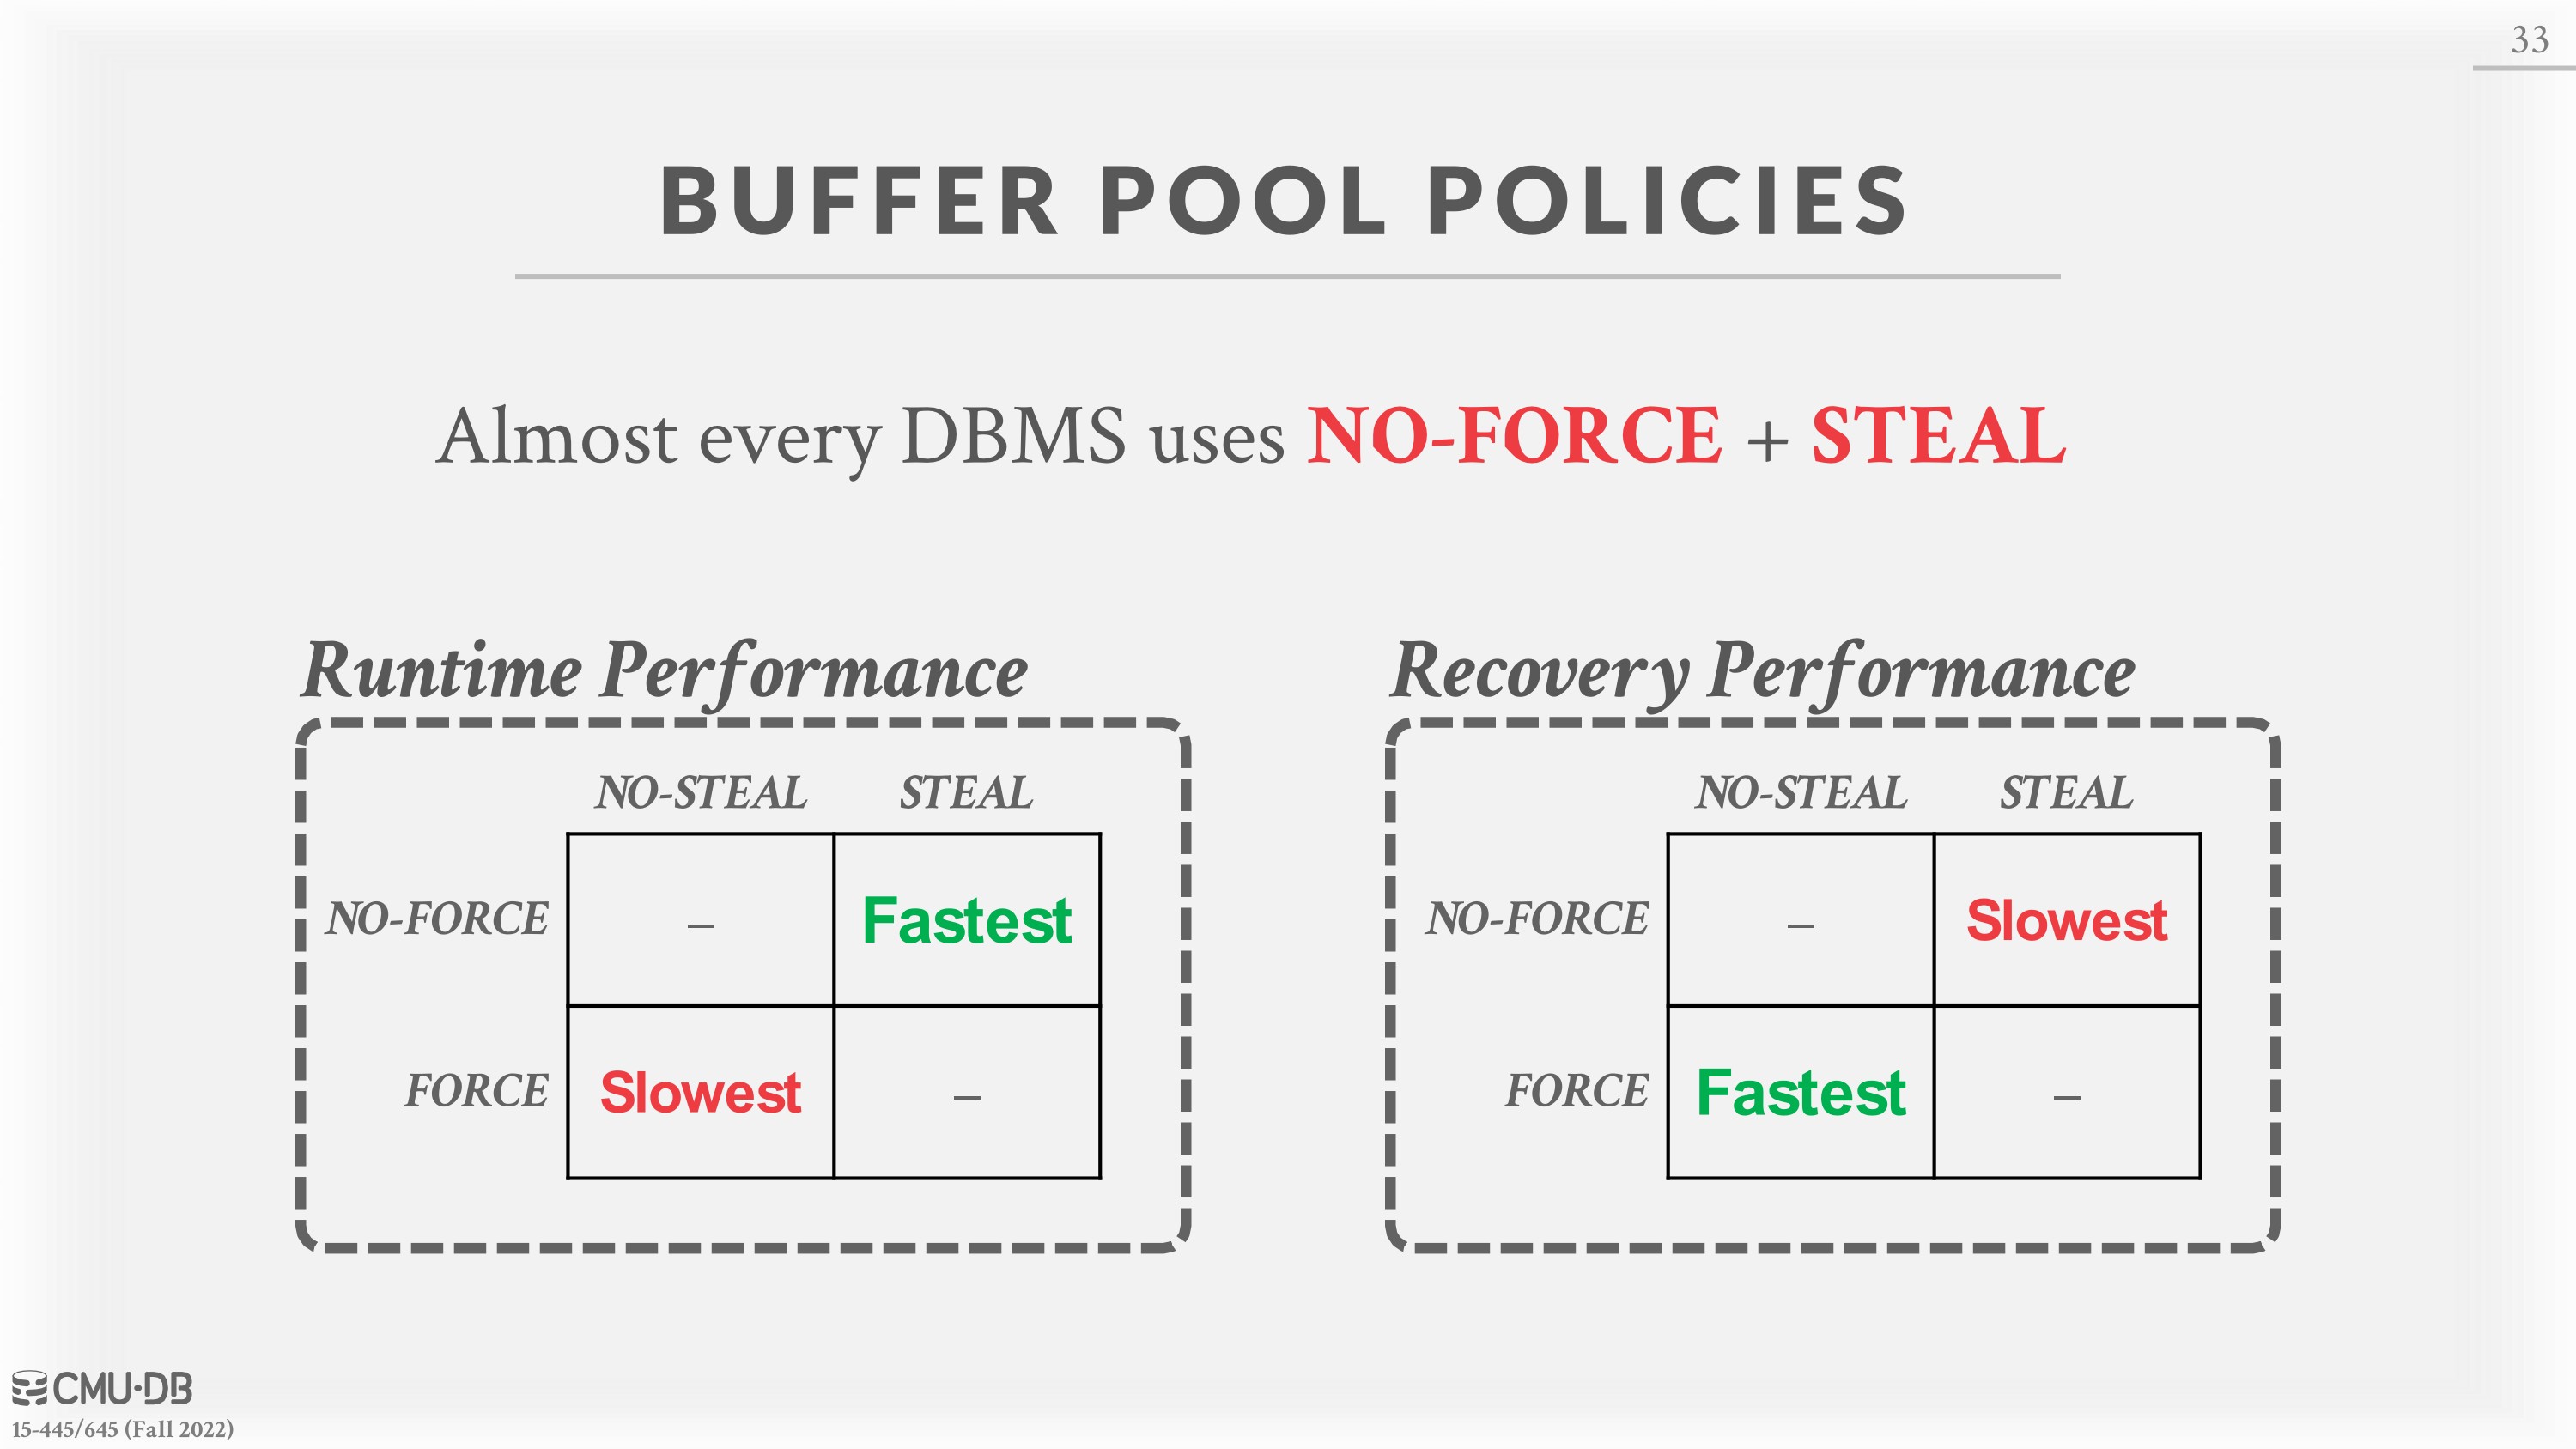 33
BUFFER POOL POLICIES
Almost every DBMS uses NO-FORCE + STEAL
Runtime Performance
NO-STEAL STEAL
NO-FORCE – Fastest
FORCE Slowest –
Recovery Performance
NO-STEAL STEAL
NO-FORCE – Slowest
FORCE Fastest –
CMU·DB
15-445/645 (Fall 2022)